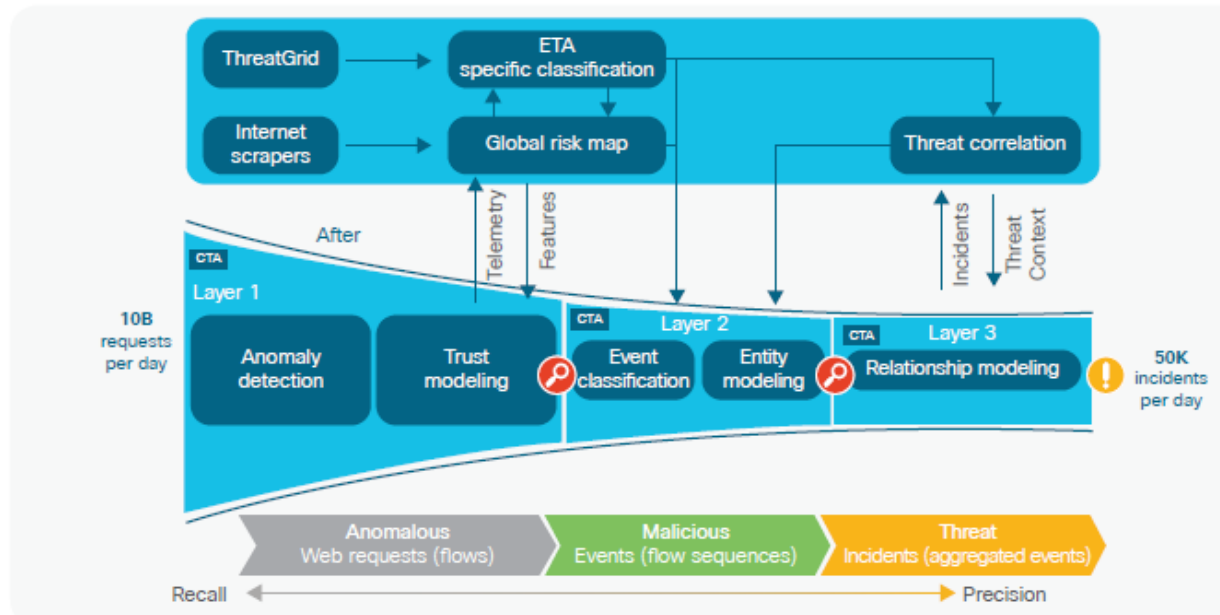 ThreatGrid
ETA
specific classification
Internet
scrapers
Global risk map
Threat correlation
After
Telemetry
Features
Incidents
Threat
Context
CTA
Layer 1
10B
requests
per day
Anomaly
detection
Trust
modeling
CTA
Layer 2
Event
classification
Entity
modeling
CTA
Layer 3
Relationship modeling
50K
incidents
per day
Anomalous
Web requests (flows)
Malicious
Events (flow sequences)
Threat
Incidents (aggregated events)
Recall
Precision